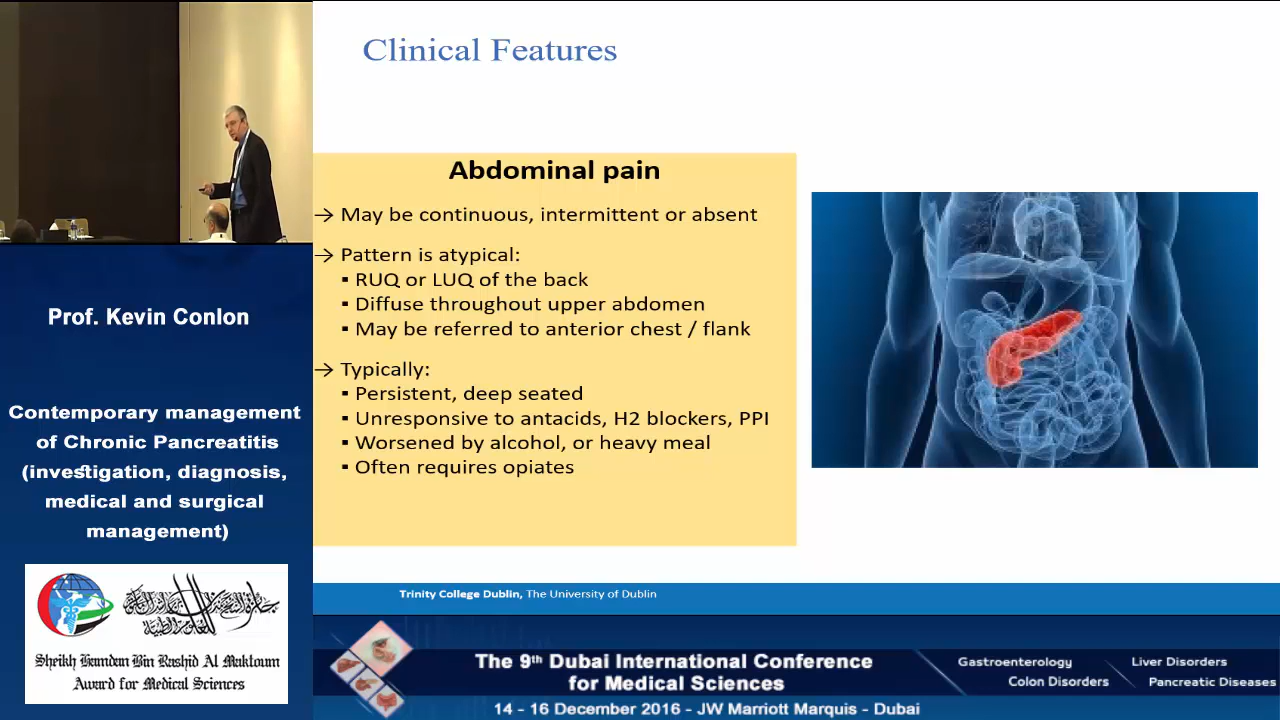 Clinical Features
Abdominal pain
→ May be continuous, intermittent or absent
→ Pattern is atypical:
▪ RUQ or LUQ of the back
▪ Diffuse throughout upper abdomen
▪ May be referred to anterior chest / flank
→ Typically:
▪ Persistent, deep seated
▪ Unresponsive to antacids, H2 blockers, PPI
▪ Worsened by alcohol, or heavy meal
▪ Often requires opiates
Prof. Kevin Conlon
Contemporary management
of Chronic Pancreatitis
(investigation, diagnosis,
medical and surgical
management)
Sheikh Hamdan Bin Rashid Al Maktoum
Award for Medical Sciences
Trinity College Dublin, The University of Dublin
The 9th Dubai International Conference
for Medical Sciences
14 - 16 December 2016 - JW Marriott Marquis - Dubai
Gastroenterology
Liver Disorders
Colon Disorders
Pancreatic Diseases